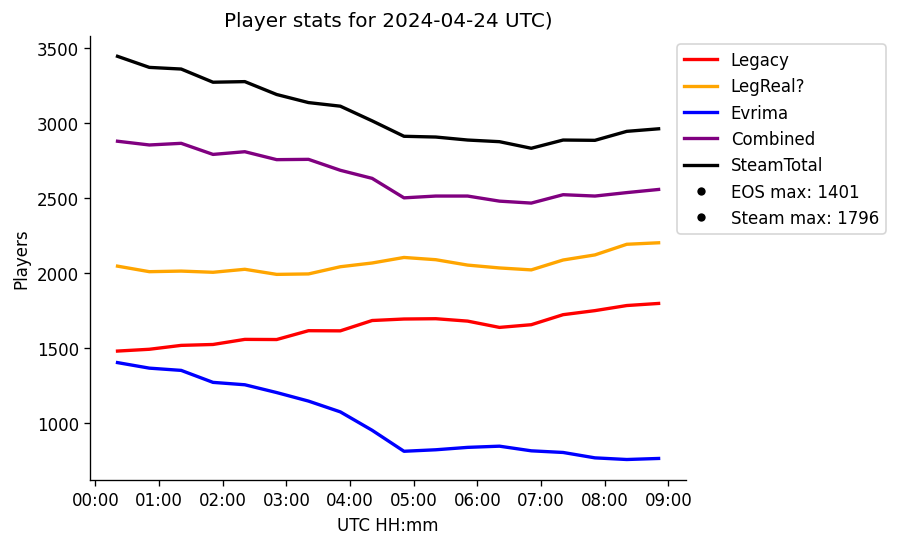 Player stats for 2024-04-24 UTC)
3500
3000
2500
2000
1500
1000
Players
00:00 01:00 02:00 03:00 04:00 05:00 06:00 07:00 08:00 09:00
UTC HH:mm
Legacy
LegReal?
Evrima
Combined
SteamTotal
EOS max: 1401
Steam max: 1796